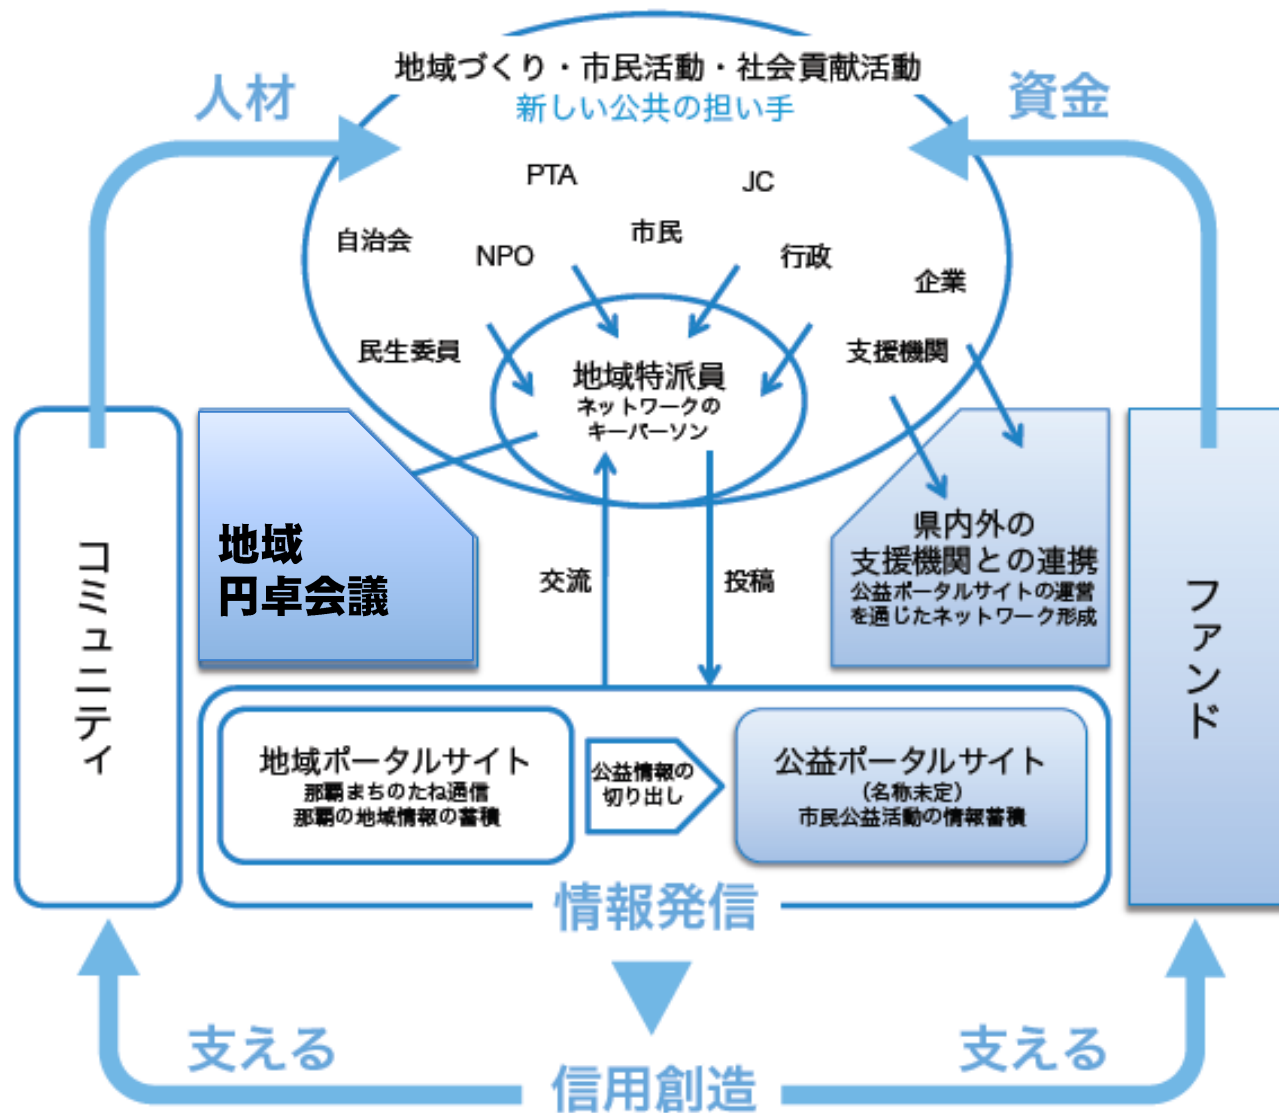 地域づくり・市民活動・社会貢献活動
新しい公共の担い手
人材
資金
PTA
JC
自治会
NPO
市民
行政
企業
民生委員
支援機関
地域特派員
ネットワークの
キーパーソン
地域
円卓会議
交流
投稿
県内外の
支援機関との連携
公益ポータルサイトの運営
を通じたネットワーク形成
コミュニティ
ファンド
地域ポータルサイト
那覇まちのたね通信
那覇の地域情報の蓄積
公益情報の
切り出し
公益ポータルサイト
（名称未定）
市民公益活動の情報蓄積
情報発信
支える
支える
信用創造